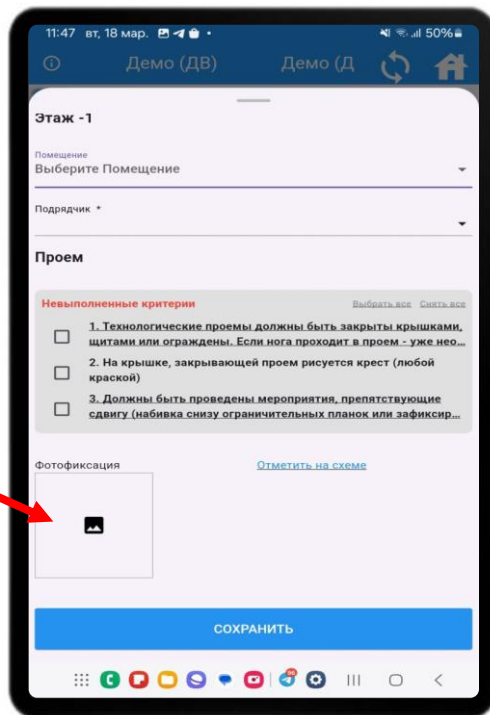 11:47 вт, 18 мар.
50%
Демо (ДВ) Демо (Д
Этаж -1
Помещение
Выберите Помещение
Подрядчик *
Проем
Невыполненные критерии Выбрать все Снять все
1. Технологические проемы должны быть закрыты крышками,
щитами или ограждены. Если нога проходит в проем - уже нео...
2. На крышке, закрывающей проем рисуется крест (любой
краской)
3. Должны быть проведены мероприятия, препятствующие
сдвигу (набивка снизу ограничительных планок или зафиксир...
Фотофиксация Отметить на схеме
СОХРАНИТЬ